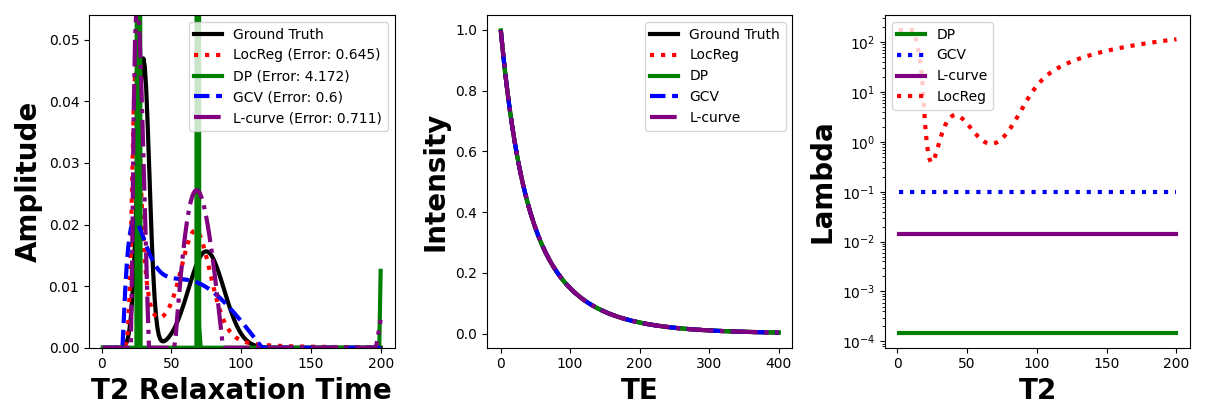 Amplitude
0.05
0.04
0.03
0.02
0.01
0.00
Ground Truth
LocReg (Error: 0.645)
DP (Error: 4.172)
GCV (Error: 0.6)
L-curve (Error: 0.711)
0 50 100 150 200
T2 Relaxation Time
Intensity
1.0
0.8
0.6
0.4
0.2
0.0
Ground Truth
LocReg
DP
GCV
L-curve
0 100 200 300 400
TE
Lambda
10²
10¹
10⁰
10⁻¹
10⁻²
10⁻³
10⁻⁴
DP
GCV
L-curve
LocReg
0 50 100 150 200
T2